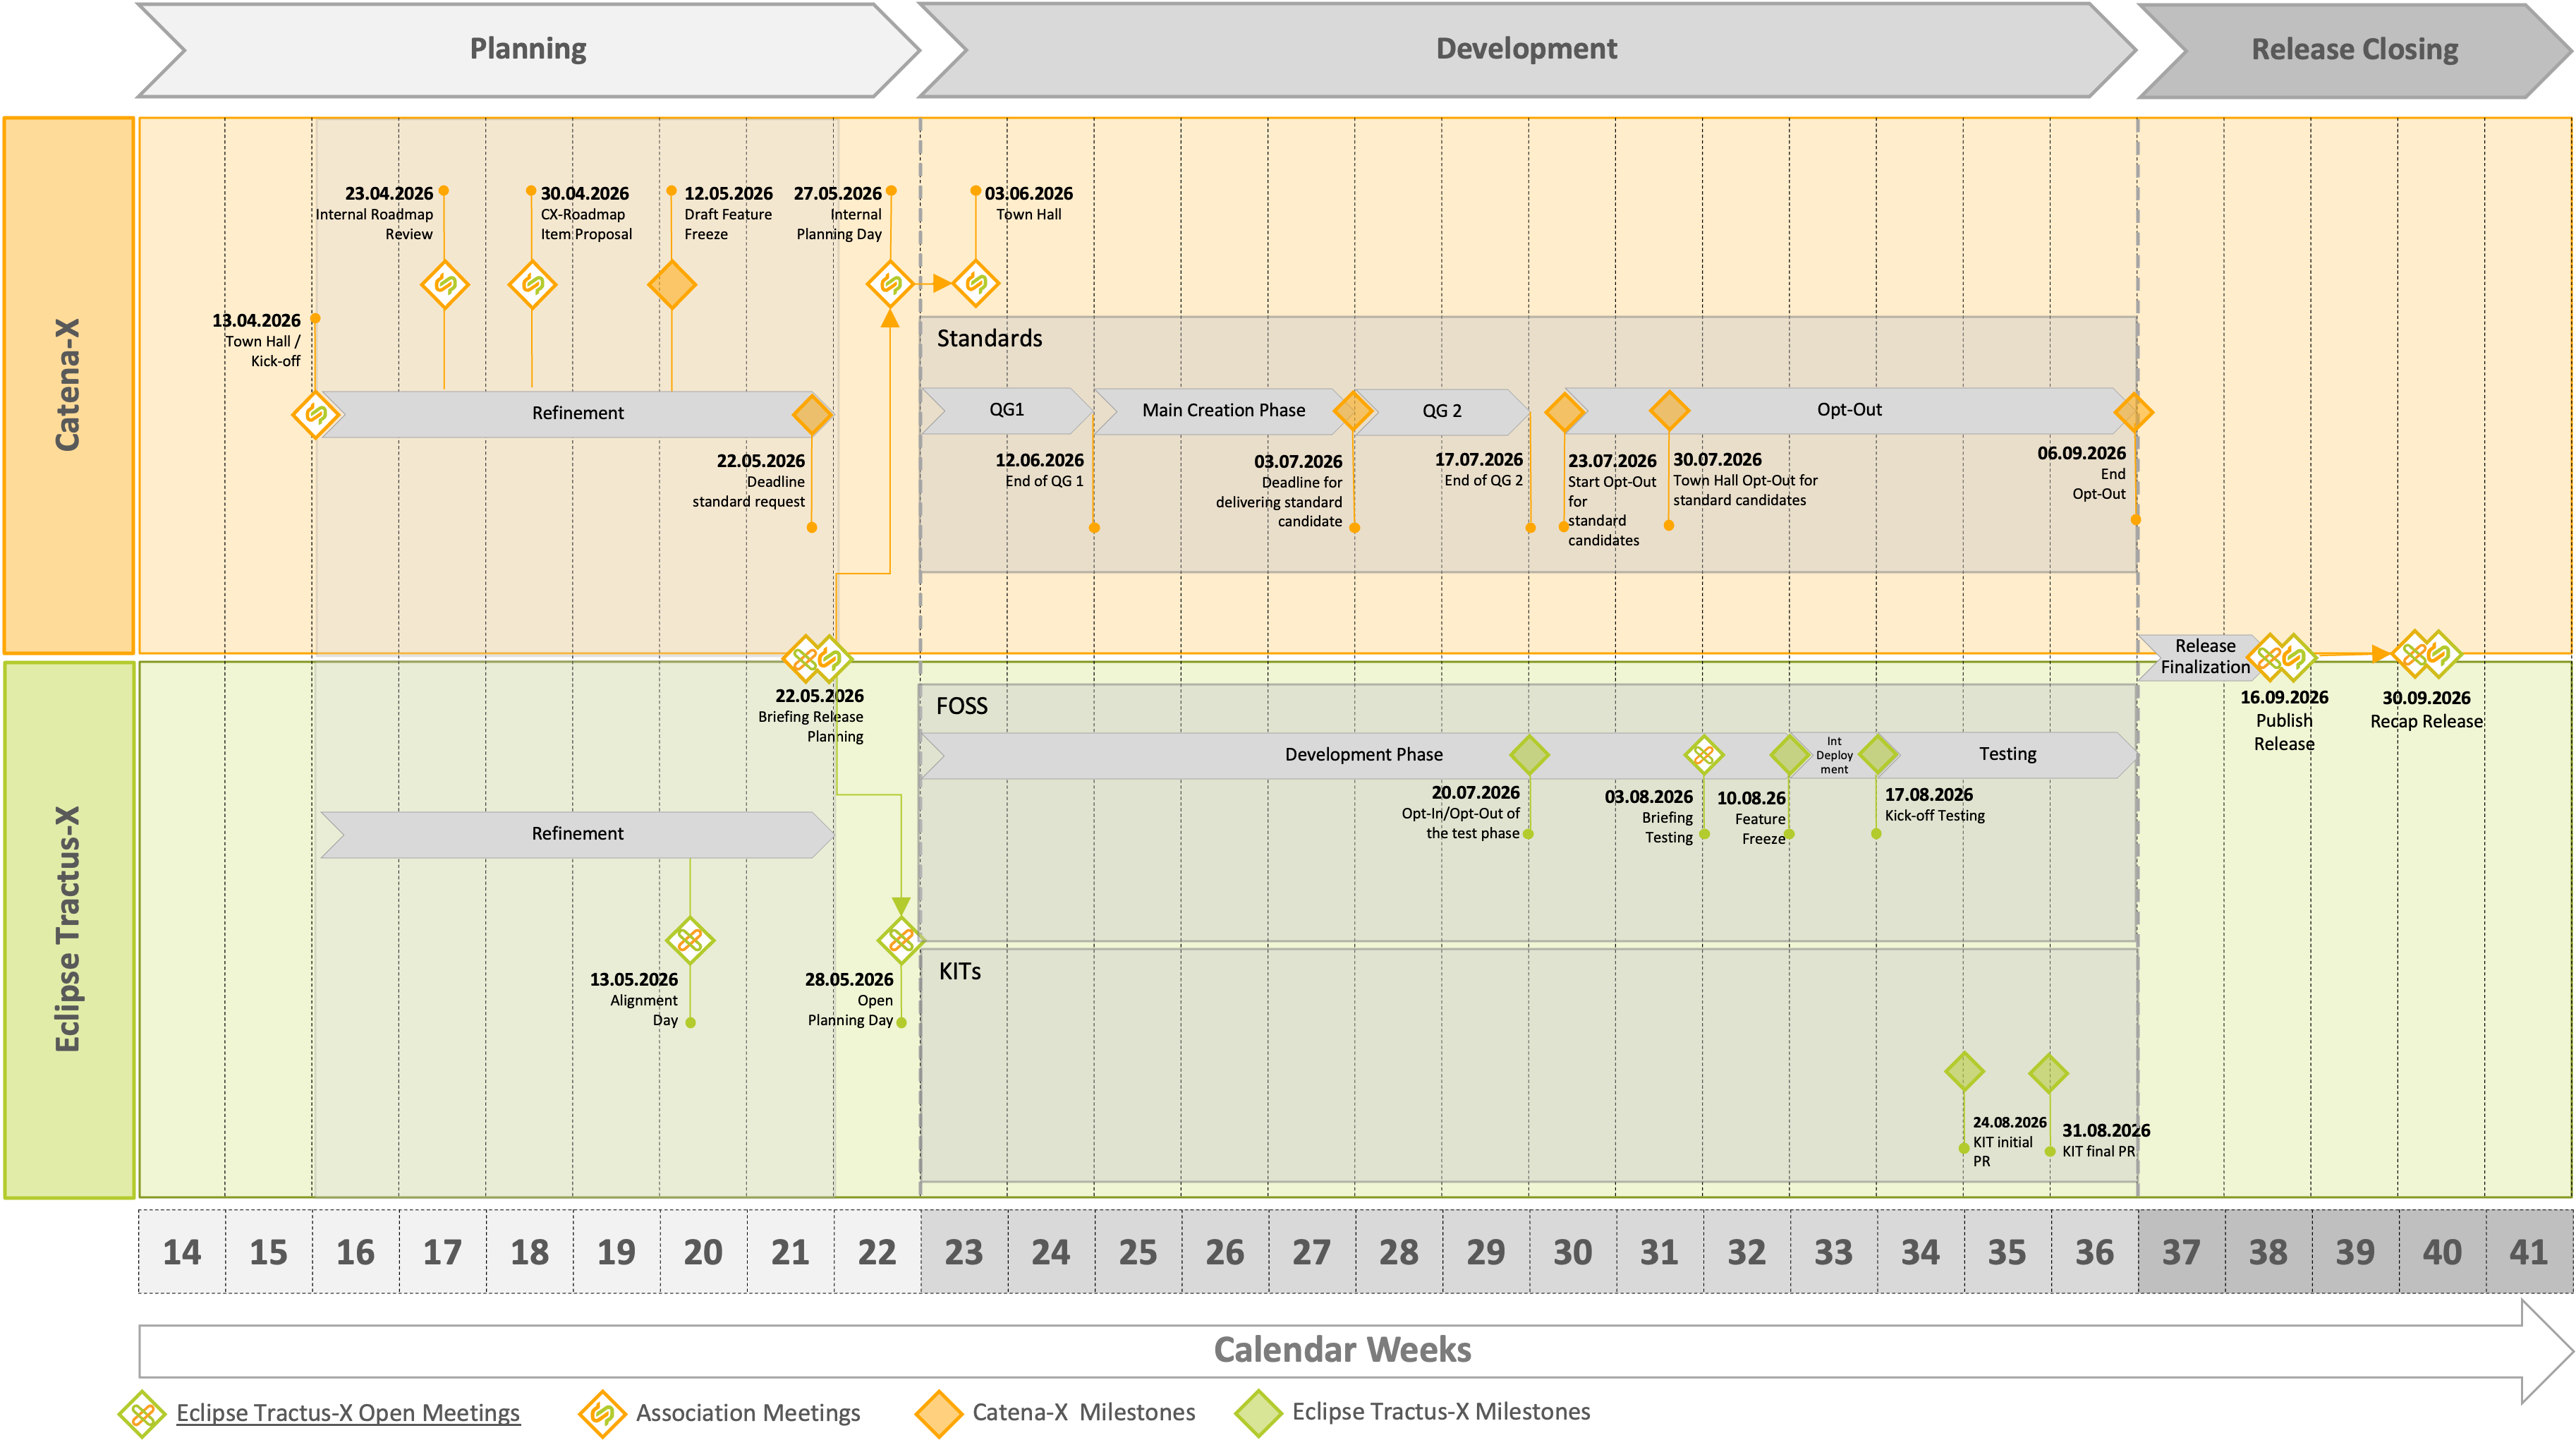 Planning
Development
Release Closing
Catena-X
23.04.2026
Internal Roadmap
Review
30.04.2026
CX-Roadmap
Item Proposal
12.05.2026
Draft Feature
Freeze
27.05.2026
Internal
Planning Day
03.06.2026
Town Hall
13.04.2026
Town Hall /
Kick-off
Refinement
22.05.2026
Deadline
standard request
Standards
QG1
Main Creation Phase
QG 2
Opt-Out
12.06.2026
End of QG 1
03.07.2026
Deadline for
delivering standard
candidate
17.07.2026
End of QG 2
23.07.2026
Start Opt-Out
for
standard
candidates
30.07.2026
Town Hall Opt-Out for
standard candidates
06.09.2026
End
Opt-Out
22.05.2026
Briefing Release
Planning
Release
Finalization
16.09.2026
Publish
Release
30.09.2026
Recap Release
Eclipse Tractus-X
FOSS
Development Phase
Int
Deploy
ment
Testing
20.07.2026
Opt-In/Opt-Out of
the test phase
03.08.2026
Briefing
Testing
10.08.26
Feature
Freeze
17.08.2026
Kick-off Testing
Refinement
13.05.2026
Alignment
Day
28.05.2026
Open
Planning Day
KITs
24.08.2026
KIT initial
PR
31.08.2026
KIT final PR
14 15 16 17 18 19 20 21 22 23 24 25 26 27 28 29 30 31 32 33 34 35 36 37 38 39 40 41
Calendar Weeks
Eclipse Tractus-X Open Meetings
Association Meetings
Catena-X Milestones
Eclipse Tractus-X Milestones